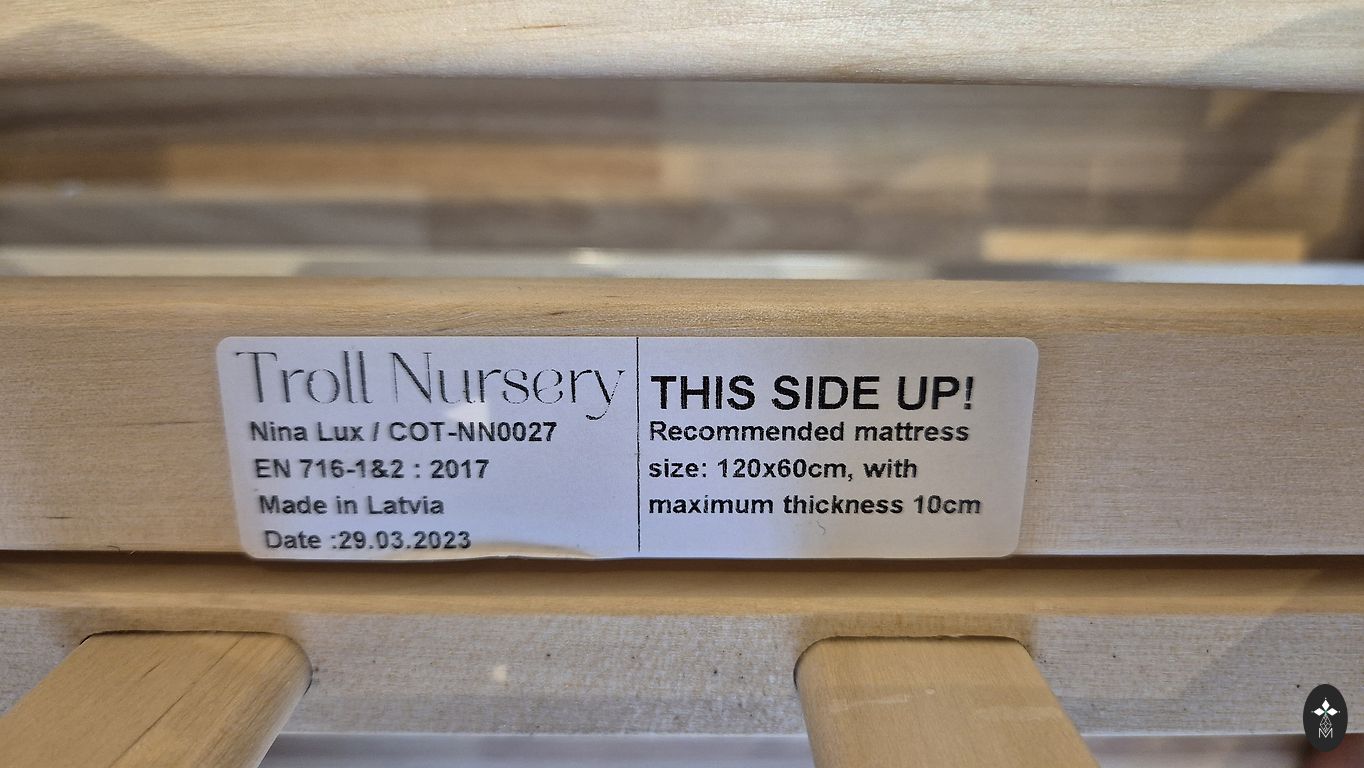 Troll Nursery
Nina Lux / COT-NN0027
EN 716-1&2 : 2017
Made in Latvia
Date :29.03.2023
THIS SIDE UP!
Recommended mattress
size: 120x60cm, with
maximum thickness 10cm
M